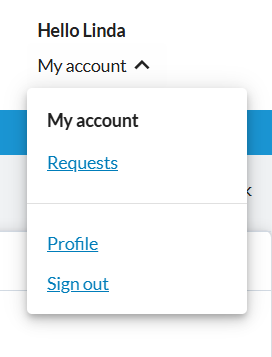 Hello Linda
My account
My account
Requests
Profile
Sign out